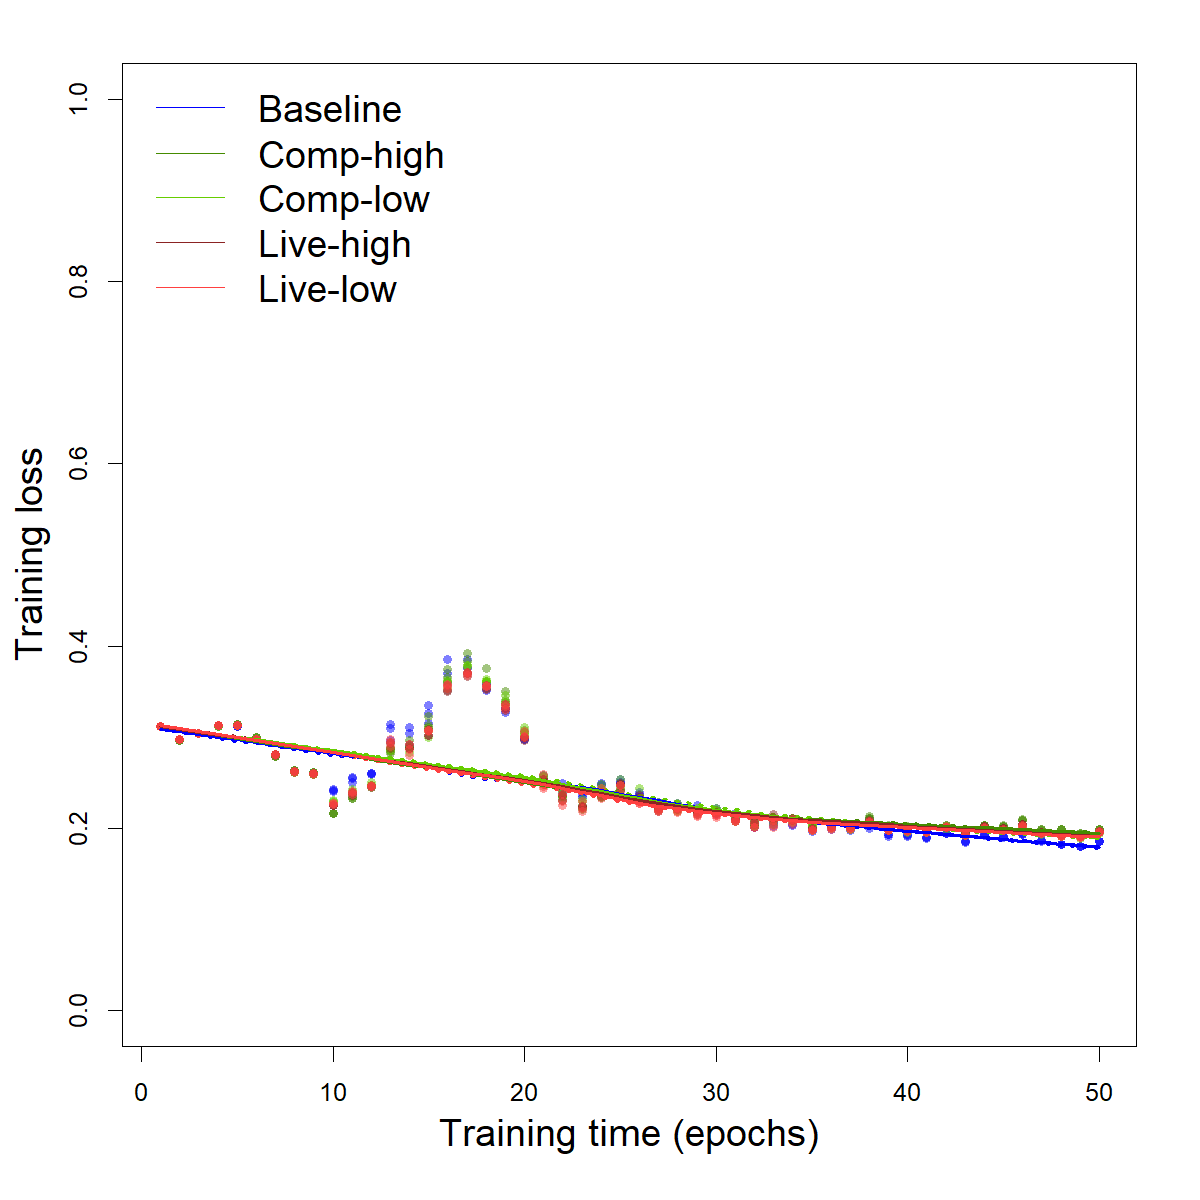 Baseline
Comp-high
Comp-low
Live-high
Live-low
Training loss
1.0
0.8
0.6
0.4
0.2
0.0
0 10 20 30 40 50
Training time (epochs)